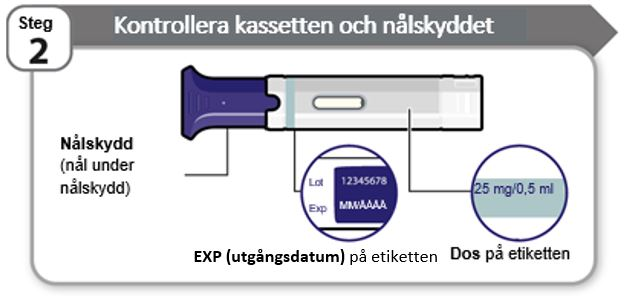 Steg
2
Kontrollera kassetten och nålskyddet
Nålskydd
(nål under
nålskydd)
Lot 12345678
Exp MM/ÅÅÅÅ
25 mg/0,5 ml
EXP (utgångsdatum) på etiketten
Dos på etiketten